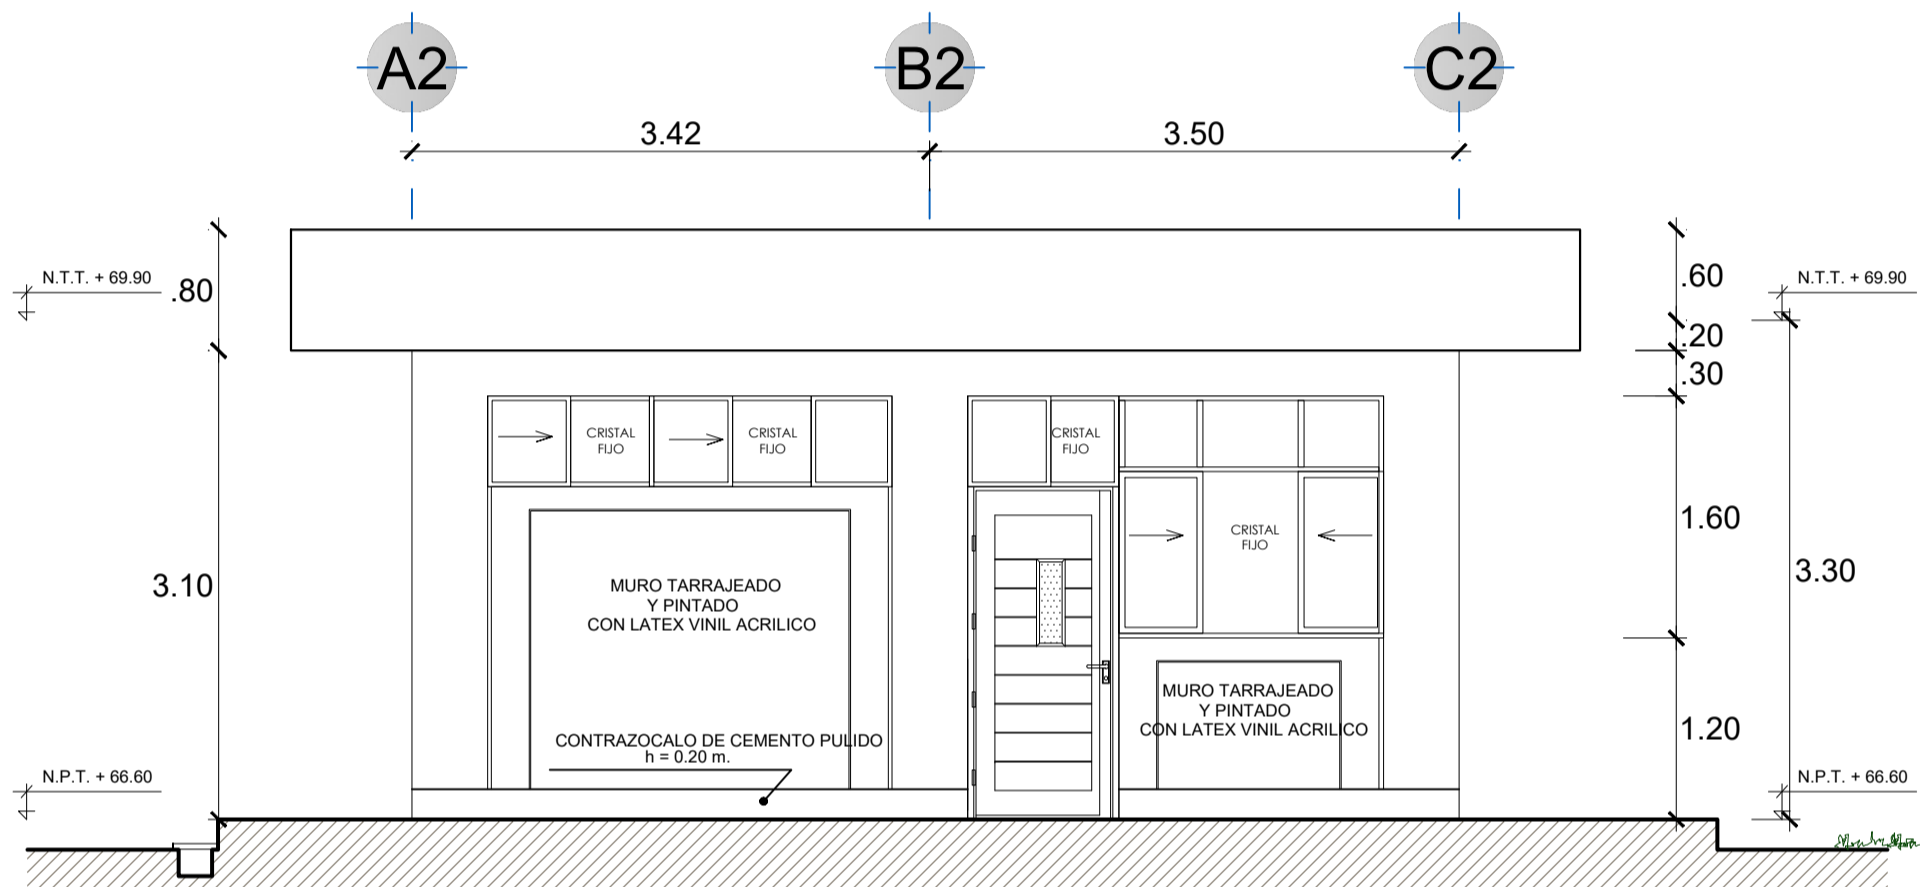 A2
B2
C2
3.42
3.50
N.T.T. + 69.90
.80
.60
N.T.T. + 69.90
.20
.30
CRISTAL
FIJO
CRISTAL
FIJO
CRISTAL
FIJO
1.60
CRISTAL
FIJO
3.10
3.30
MURO TARRAJEADO
Y PINTADO
CON LATEX VINIL ACRILICO
MURO TARRAJEADO
Y PINTADO
CON LATEX VINIL ACRILICO
1.20
CONTRAZOCALO DE CEMENTO PULIDO
h = 0.20 m.
N.P.T. + 66.60
N.P.T. + 66.60